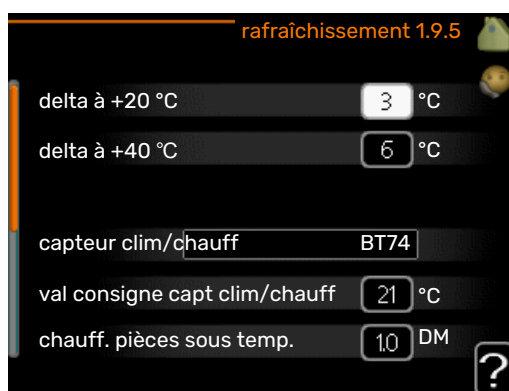 rafraîchissement 1.9.5
delta à +20 °C 3 °C
delta à +40 °C 6 °C
capteur clim/chauff BT74
val consigne capt clim/chauff 21 °C
chauff. pièces sous temp. 1.0 DM
?